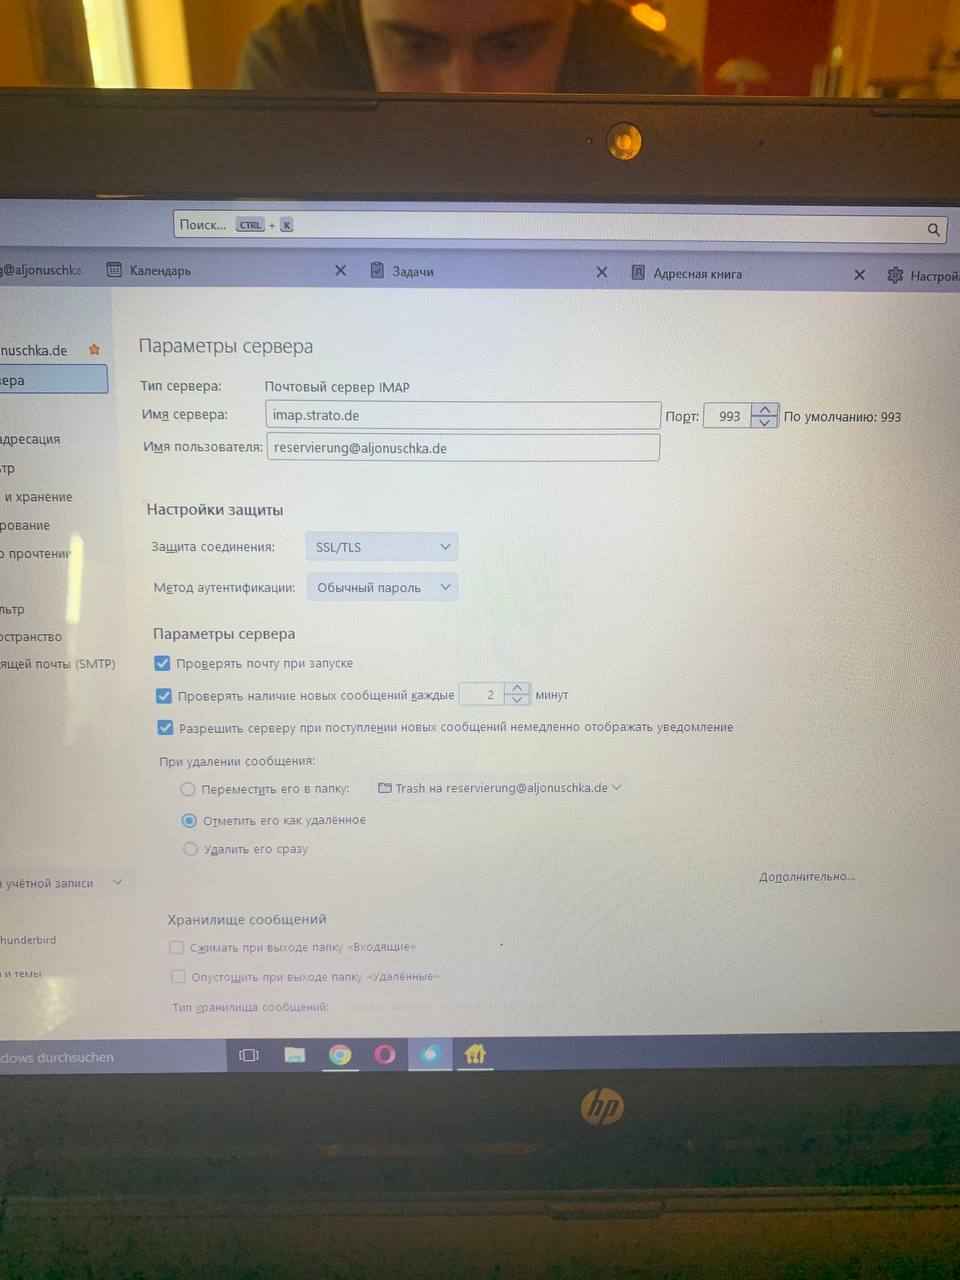 Поиск... CTRL + K
g@aljonuschka
Календарь
Задачи
Адресная книга
Настрой
nuschka.de
Параметры сервера
вера
Тип сервера: Почтовый сервер IMAP
Имя сервера: imap.strato.de Порт: 993 По умолчанию: 993
Имя пользователя: reservierung@aljonuschka.de
адресация
тр
и хранение
рование
о прочтении
льтр
остранство
ящей почты (SMTP)
Настройки защиты
Защита соединения: SSL/TLS
Метод аутентификации: Обычный пароль
Параметры сервера
Проверять почту при запуске
Проверять наличие новых сообщений каждые 2 минут
Разрешить серверу при поступлении новых сообщений немедленно отображать уведомление
При удалении сообщения:
Переместить его в папку: Trash на reservierung@aljonuschka.de
Отметить его как удалённое
Удалить его сразу
Дополнительно...
учётной записи
Хранилище сообщений
hunderbird
Сжимать при выходе папку «Входящие»
и темы
Опустошить при выходе папку «Удалённые»
Тип хранилища сообщений:
dows durchsuchen
hp